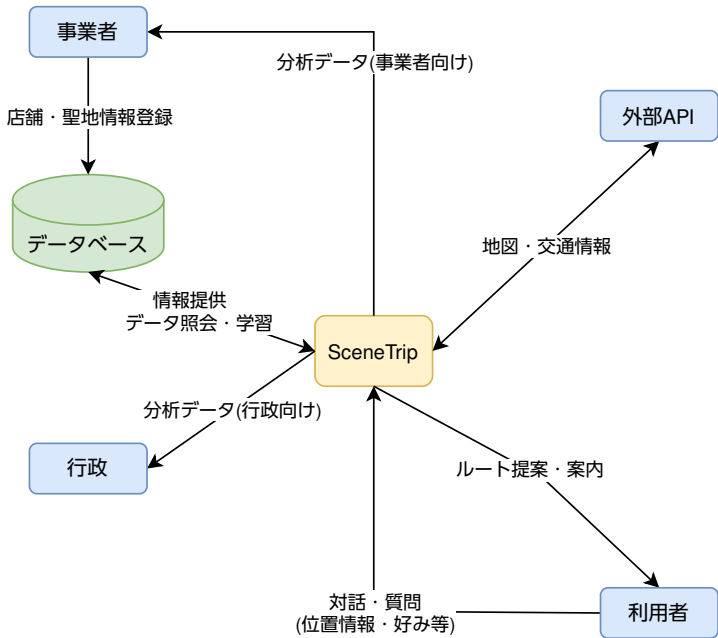 事業者
分析データ(事業者向け)
外部API
店舗・聖地情報登録
データベース
地図・交通情報
情報提供
データ照会・学習
SceneTrip
分析データ(行政向け)
行政
ルート提案・案内
対話・質問
(位置情報・好み等)
利用者